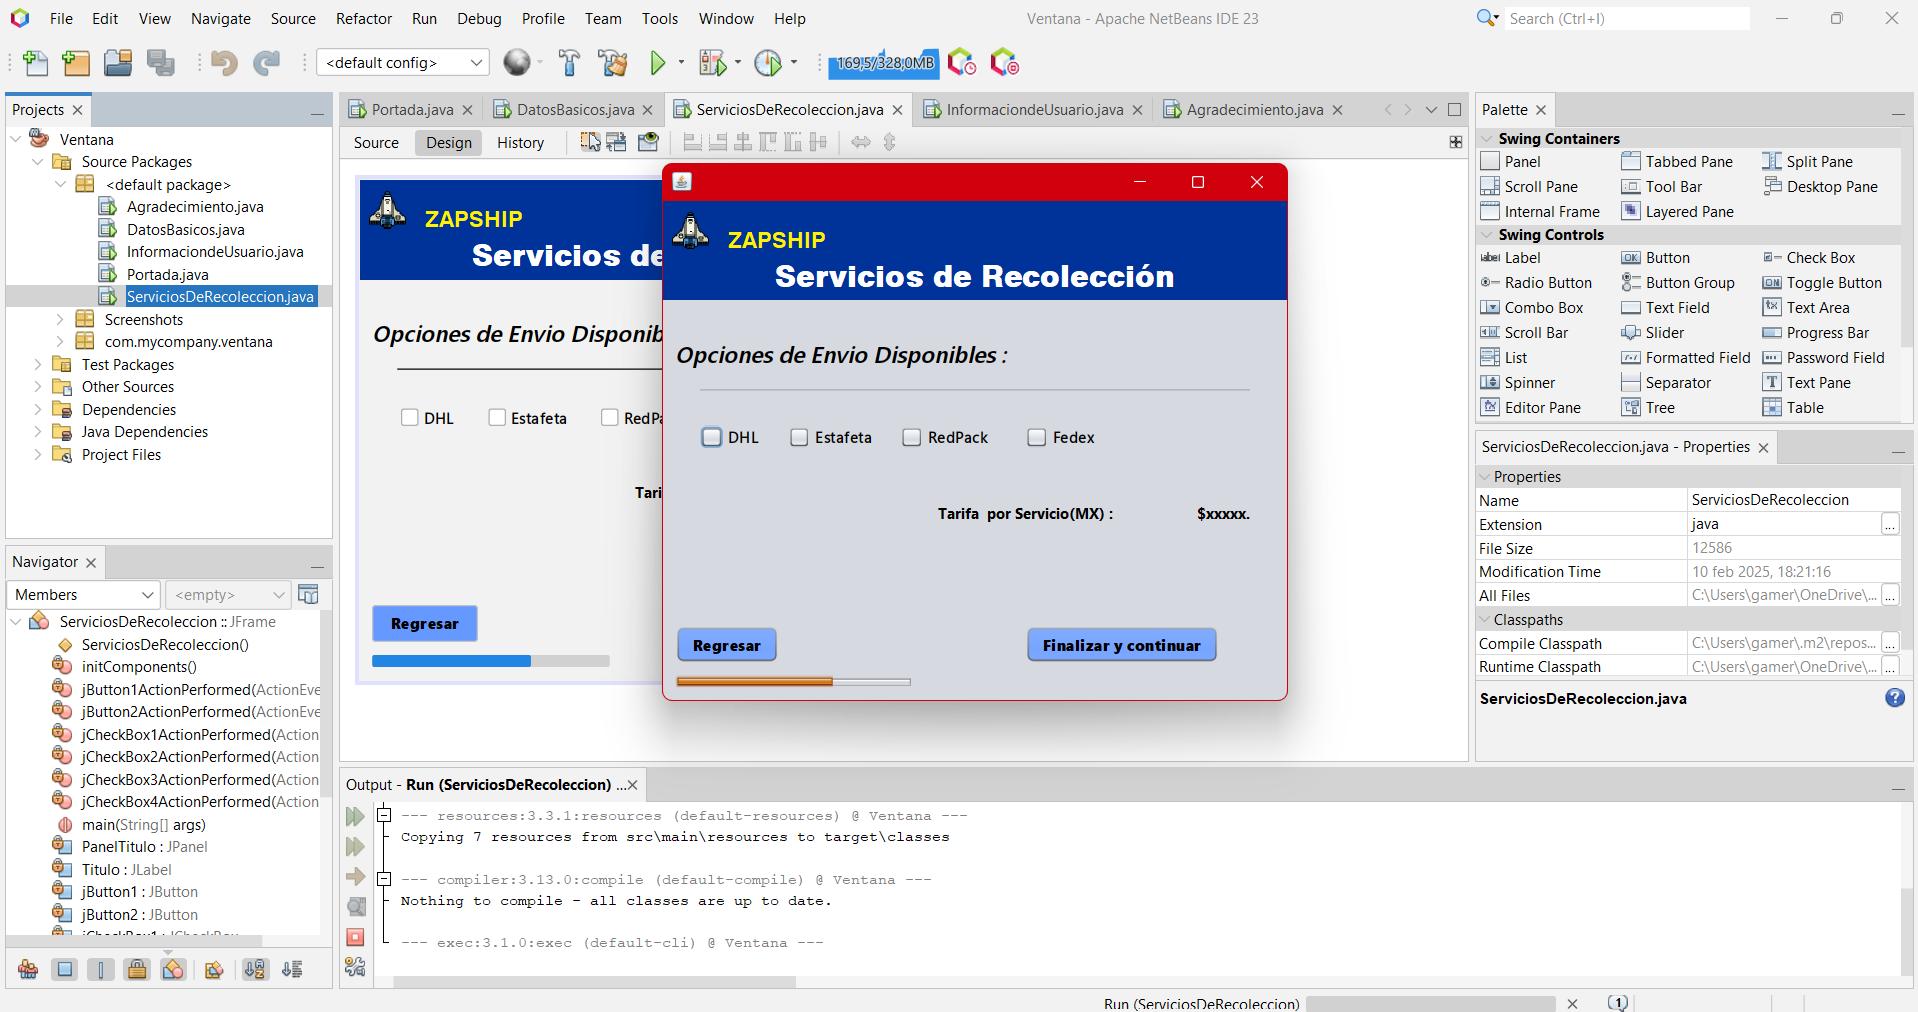 File Edit View Navigate Source Refactor Run Debug Profile Team Tools Window Help
Ventana - Apache NetBeans IDE 23
Search (Ctrl+I)
<default config>
169,5/328,0MB
Projects
Ventana
Source Packages
<default package>
Agradecimiento.java
DatosBasicos.java
InformaciondeUsuario.java
Portada.java
ServiciosDeRecoleccion.java
Screenshots
com.mycompany.ventana
Test Packages
Other Sources
Dependencies
Java Dependencies
Project Files
Navigator
Members
<empty>
ServiciosDeRecoleccion :: JFrame
ServiciosDeRecoleccion()
initComponents()
jButton1ActionPerformed(ActionEve
jButton2ActionPerformed(ActionEve
jCheckBox1ActionPerformed(Action
jCheckBox2ActionPerformed(Action
jCheckBox3ActionPerformed(Action
jCheckBox4ActionPerformed(Action
main(String[] args)
PanelTitulo : JPanel
Titulo : JLabel
jButton1 : JButton
jButton2 : JButton
jCheckBox1 : JCheckBox
Portada.java DatosBasicos.java ServiciosDeRecoleccion.java InformaciondeUsuario.java Agradecimiento.java
Source Design History
ZAPSHIP
Servicios de
Opciones de Envio Disponib
DHL Estafeta RedPa
Tari
Regresar
ZAPSHIP
Servicios de Recolección
Opciones de Envio Disponibles :
DHL Estafeta RedPack Fedex
Tarifa por Servicio(MX) : $xxxxx.
Regresar Finalizar y continuar
Output - Run (ServiciosDeRecoleccion) ...
--- resources:3.3.1:resources (default-resources) @ Ventana ---
Copying 7 resources from src\main\resources to target\classes
--- compiler:3.13.0:compile (default-compile) @ Ventana ---
Nothing to compile - all classes are up to date.
--- exec:3.1.0:exec (default-cli) @ Ventana ---
Palette
Swing Containers
Panel Tabbed Pane Split Pane
Scroll Pane Tool Bar Desktop Pane
Internal Frame Layered Pane
Swing Controls
Label Button Check Box
Radio Button Button Group Toggle Button
Combo Box Text Field Text Area
Scroll Bar Slider Progress Bar
List Formatted Field Password Field
Spinner Separator Text Pane
Editor Pane Tree Table
ServiciosDeRecoleccion.java - Properties
Properties
Name ServiciosDeRecoleccion
Extension java ...
File Size 12586
Modification Time 10 feb 2025, 18:21:16
All Files C:\Users\gamer\OneDrive\... ...
Classpaths
Compile Classpath C:\Users\gamer\.m2\repos... ...
Runtime Classpath C:\Users\gamer\OneDrive\... ...
ServiciosDeRecoleccion.java
Run (ServiciosDeRecoleccion) 1